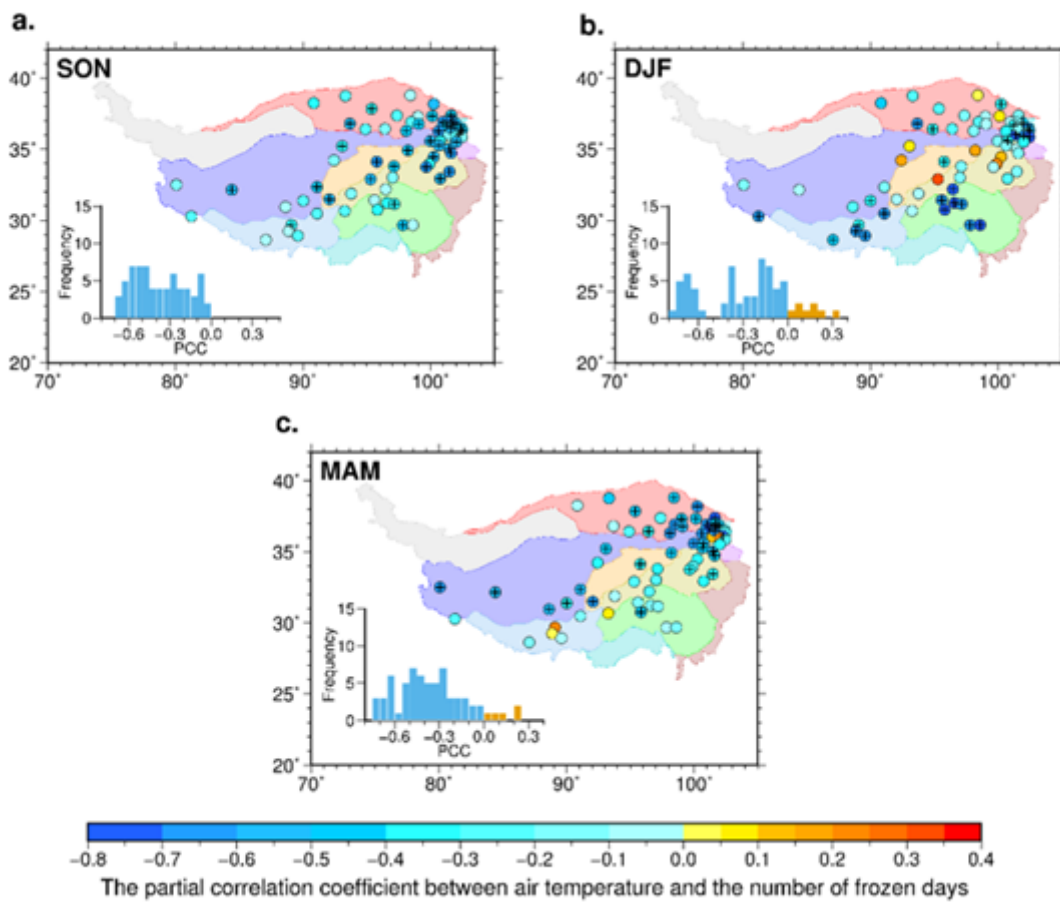 a.
SON
40°
35°
30°
25°
20°
70° 80° 90° 100°
Frequency
15
10
5
0
−0.6 −0.3 0.0 0.3
PCC
b.
DJF
40°
35°
30°
25°
20°
70° 80° 90° 100°
Frequency
15
10
5
0
−0.6 −0.3 0.0 0.3
PCC
c.
MAM
40°
35°
30°
25°
20°
70° 80° 90° 100°
Frequency
15
10
5
0
−0.6 −0.3 0.0 0.3
PCC
−0.8 −0.7 −0.6 −0.5 −0.4 −0.3 −0.2 −0.1 0.0 0.1 0.2 0.3 0.4
The partial correlation coefficient between air temperature and the number of frozen days